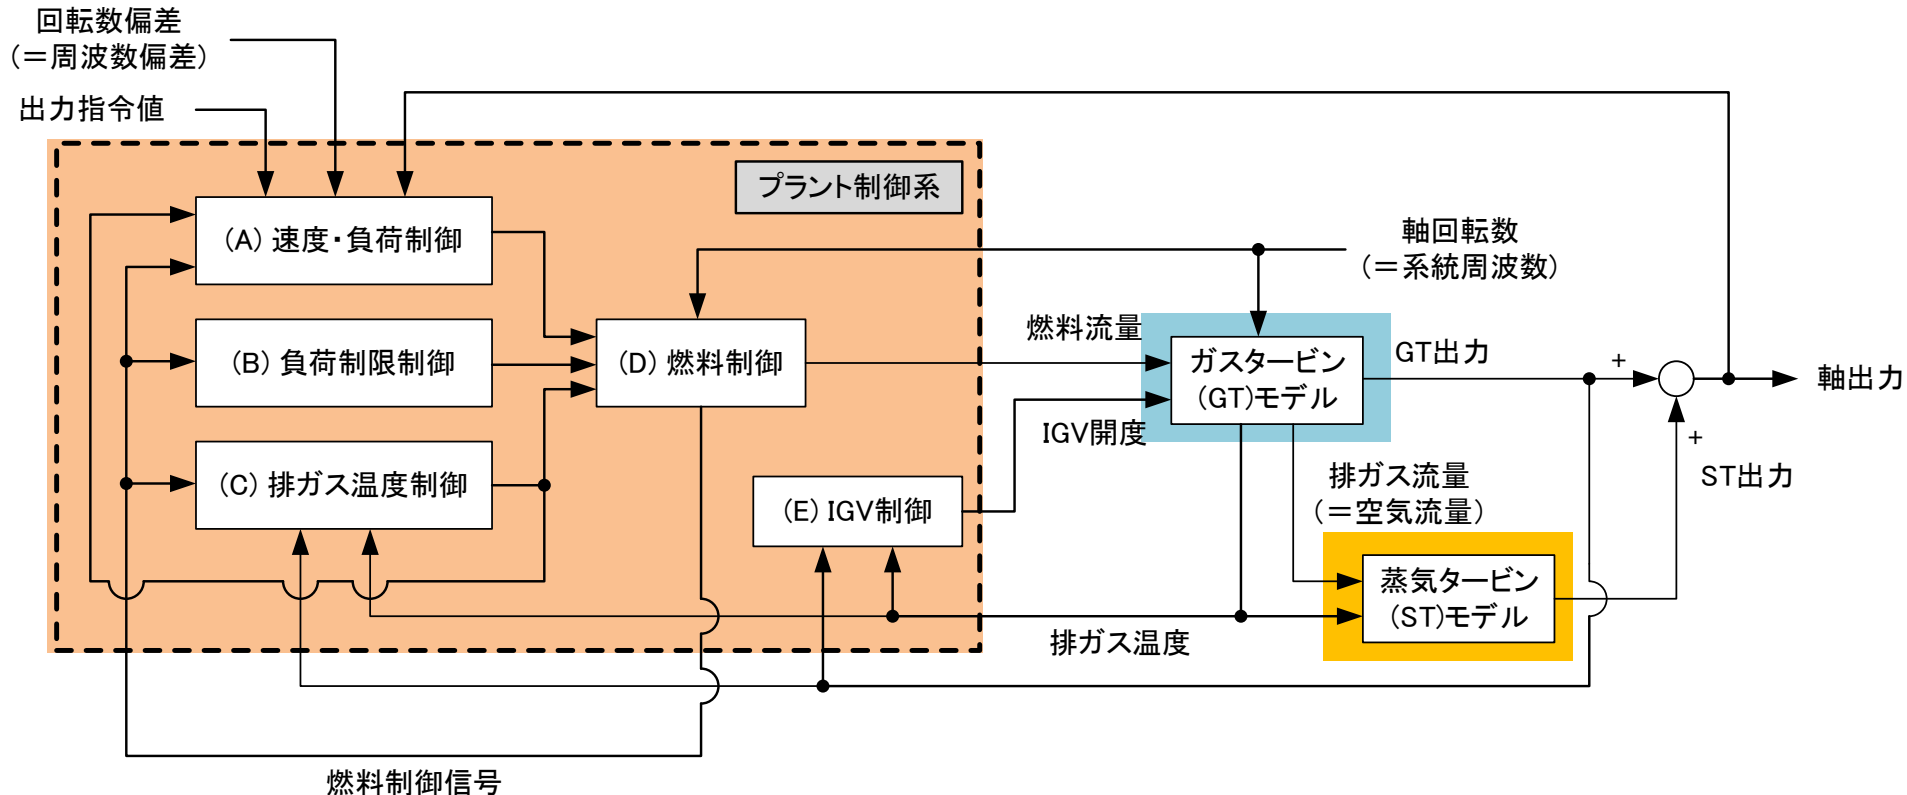 回転数偏差
(＝周波数偏差)
出力指令値
プラント制御系
(A) 速度・負荷制御
(B) 負荷制限制御
(C) 排ガス温度制御
(D) 燃料制御
(E) IGV制御
軸回転数
(＝系統周波数)
燃料流量
IGV開度
ガスタービン
(GT)モデル
GT出力
+
軸出力
+
ST出力
排ガス流量
(＝空気流量)
蒸気タービン
(ST)モデル
排ガス温度
燃料制御信号